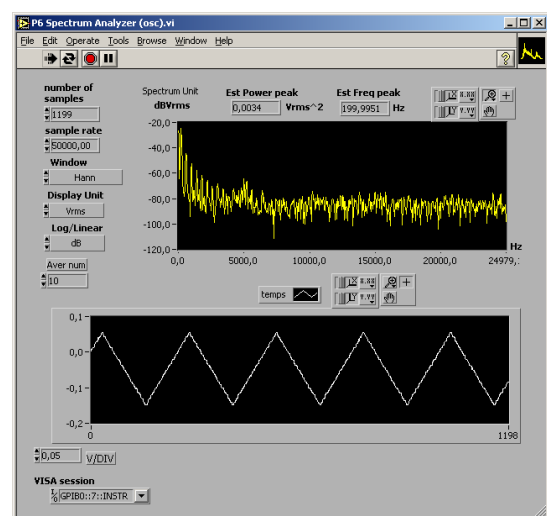 P6 Spectrum Analyzer (osc).vi
File Edit Operate Tools Browse Window Help
number of
samples
1199
sample rate
50000,00
Window
Hann
Display Unit
Vrms
Log/Linear
dB
Aver num
10
Spectrum Unit
dBVrms
Est Power peak
0,0034 Vrms^2
Est Freq peak
199,9951 Hz
-20,0
-40,0
-60,0
-80,0
-100,0
-120,0
0,0 5000,0 10000,0 15000,0 20000,0 24979,:
Hz
temps
0,1
0,0
-0,1
-0,2
0 1198
0,05 V/DIV
VISA session
GPIB0::7::INSTR